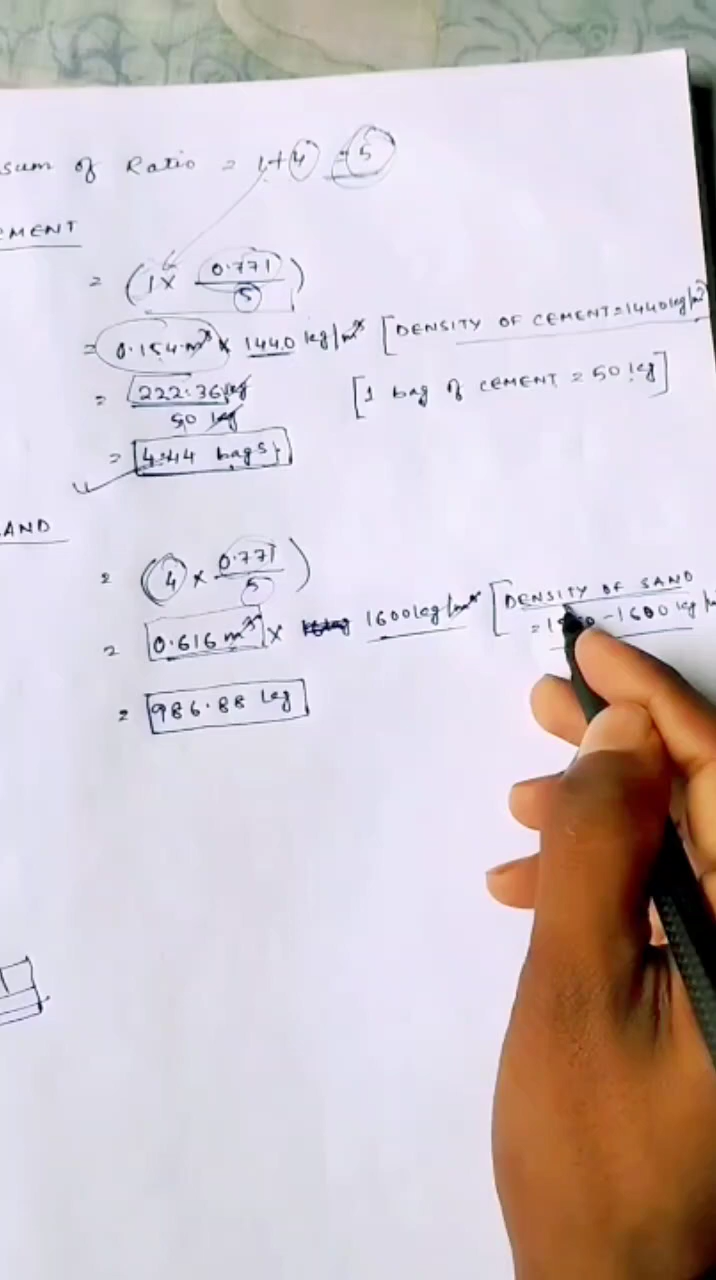 sum of Ratio = 1+4 = 5
EMENT
= (1 × 0.771 / 5)
= 0.154 m³ × 1440 kg/m³ [DENSITY OF CEMENT = 1440 kg/m³
= 222.36 kg / 50 kg [1 bag of CEMENT = 50 kg]
= 4.44 bags
AND
= (4 × 0.771 / 5)
= 0.616 m³ × 1600 kg/m³ [DENSITY OF SAND
= - 1600 kg/m
= 986.88 kg